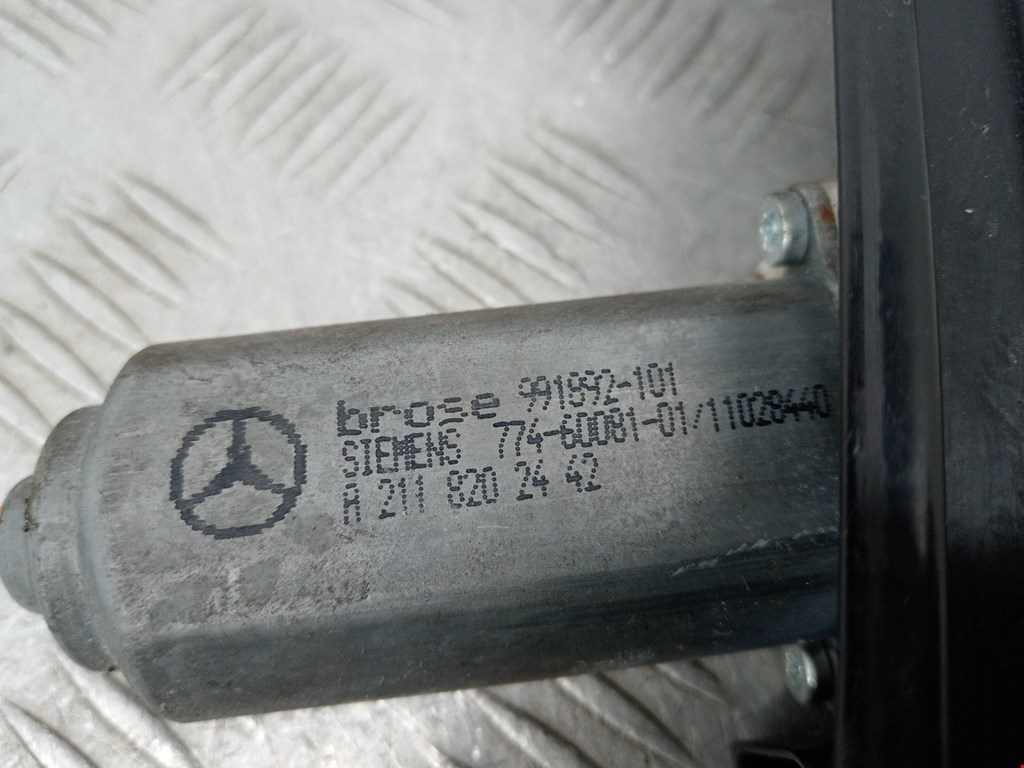 brose 991892-101
SIEMENS 774-60081-01/11028440
A 211 820 24 42